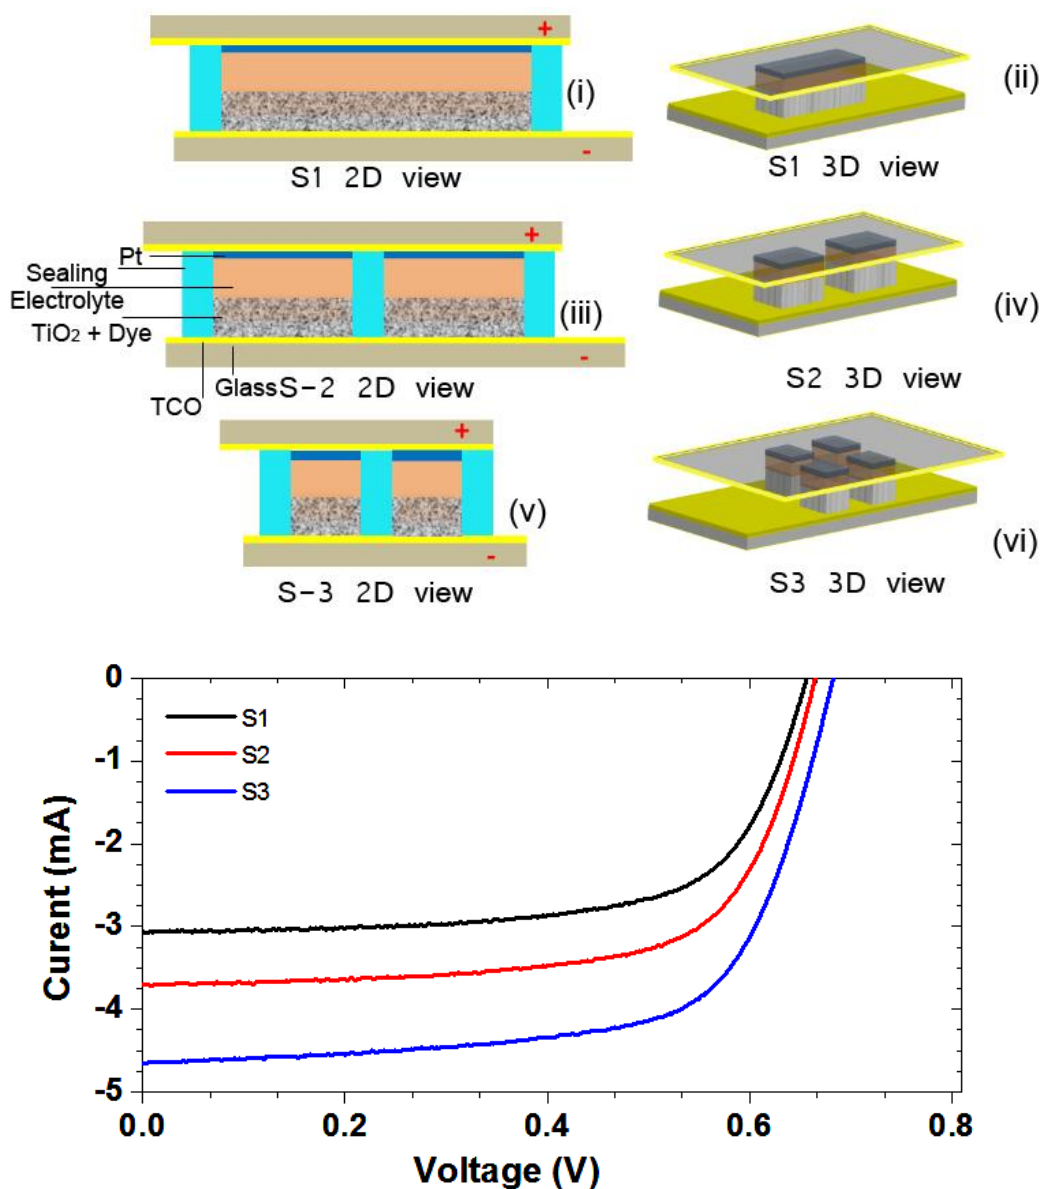 +
(i)
-
S1 2D view
(ii)
S1 3D view
+
Pt
Sealing
Electrolyte
TiO2 + Dye
(iii)
-
Glass
TCO
S-2 2D view
(iv)
S2 3D view
+
(v)
-
S-3 2D view
(vi)
S3 3D view
0
-1
-2
-3
-4
-5
Curent (mA)
S1
S2
S3
0.0 0.2 0.4 0.6 0.8
Voltage (V)